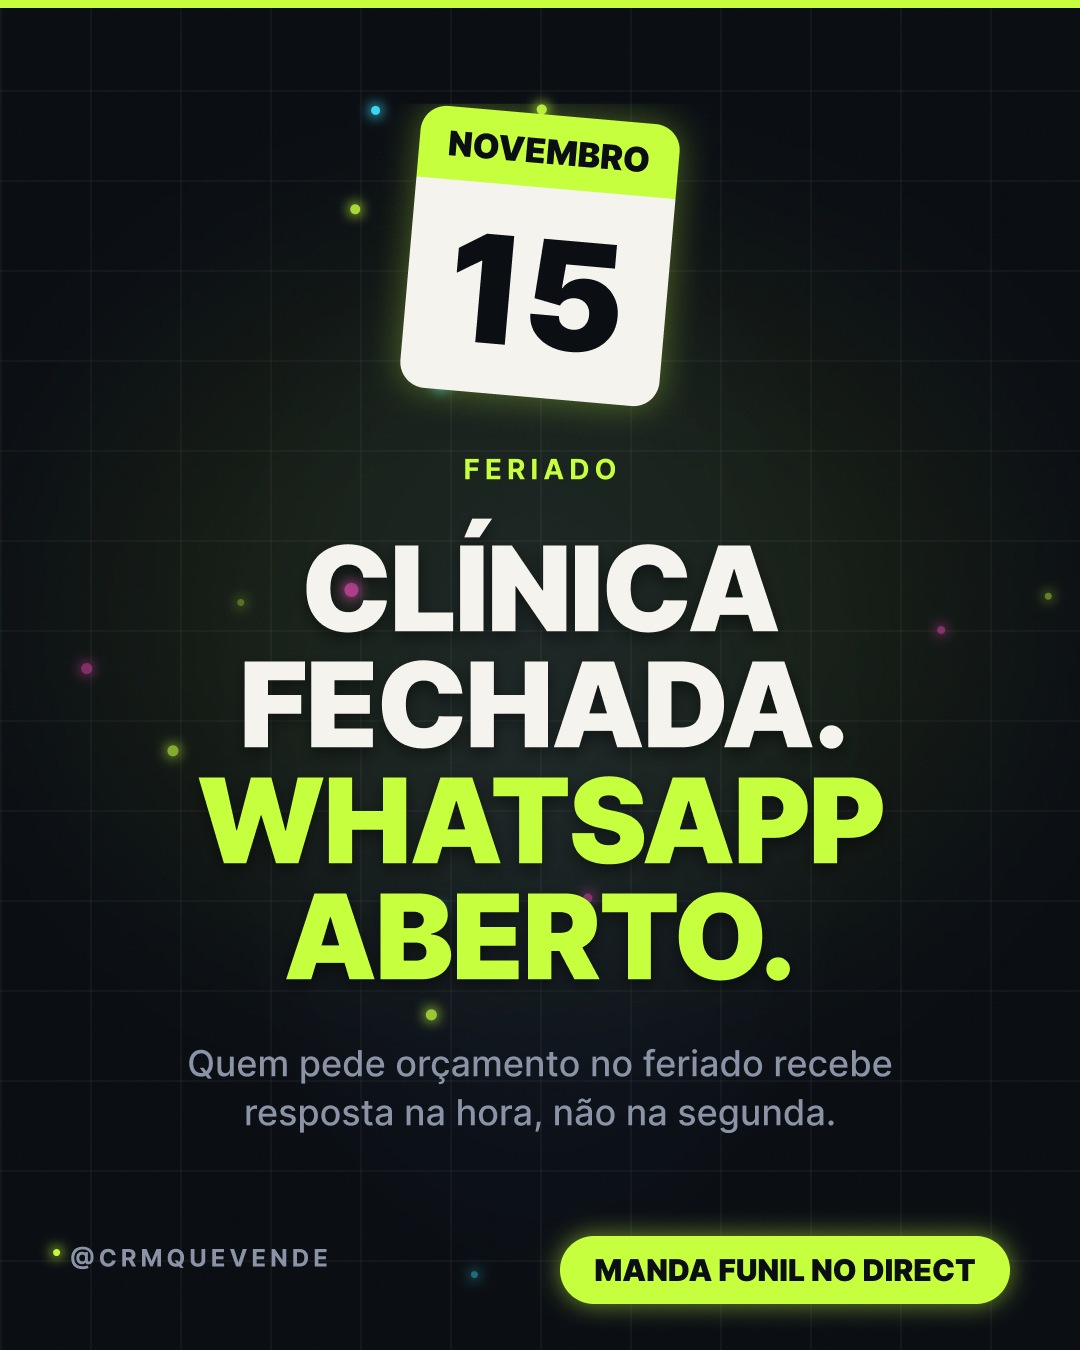 NOVEMBRO
15
FERIADO
CLÍNICA
FECHADA.
WHATSAPP
ABERTO.
Quem pede orçamento no feriado recebe
resposta na hora, não na segunda.
@CRMQUEVENDE
MANDA FUNIL NO DIRECT